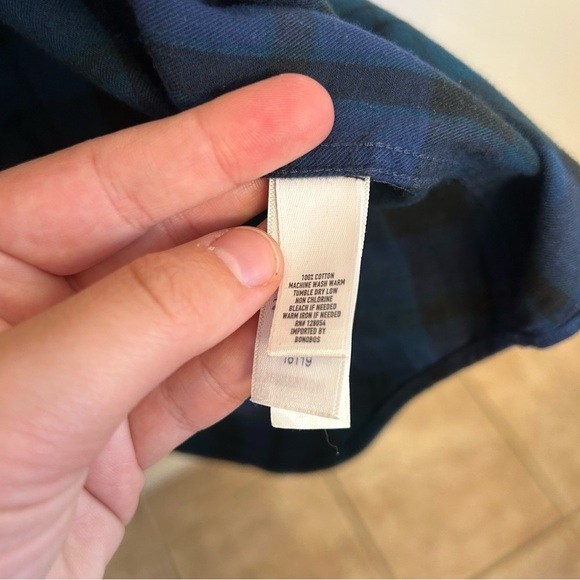 100% COTTON
MACHINE WASH WARM
TUMBLE DRY LOW
NON CHLORINE
BLEACH IF NEEDED
WARM IRON IF NEEDED
RN# 128054
IMPORTED BY
BONOBOS